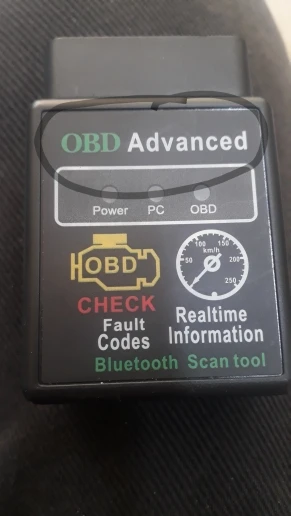 OBD Advanced
Power PC OBD
100 150
km/h
50 200
250
OBD
CHECK
Fault
Codes
Realtime
Information
Bluetooth Scan tool